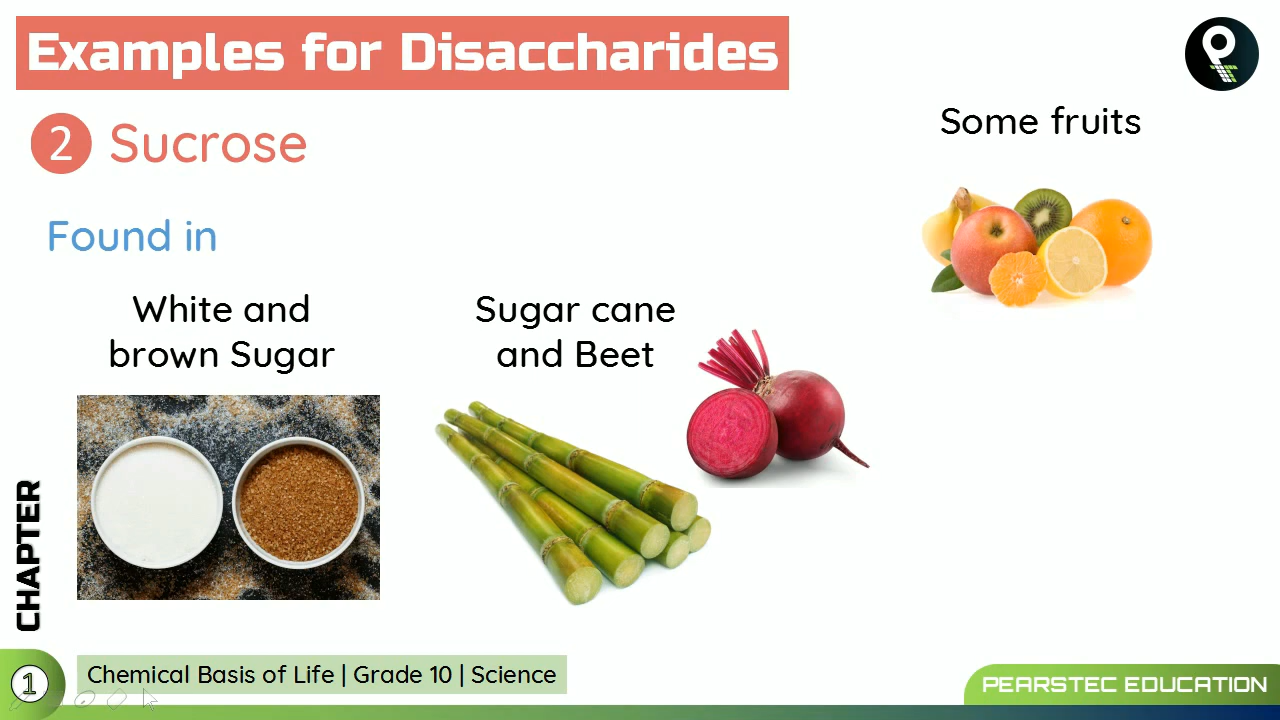 Examples for Disaccharides
2 Sucrose
Some fruits
Found in
White and
brown Sugar
Sugar cane
and Beet
CHAPTER
1
Chemical Basis of Life | Grade 10 | Science
PEARSTEC EDUCATION